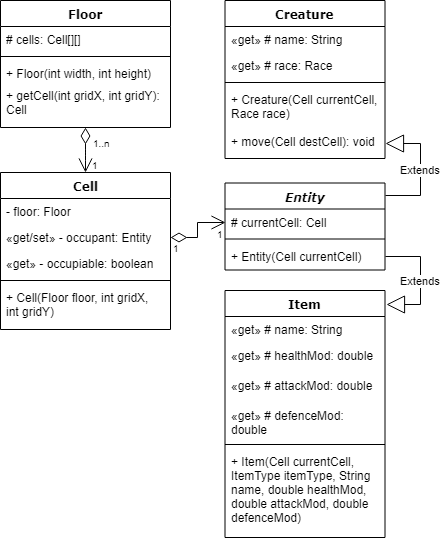 Floor
# cells: Cell[][]
+ Floor(int width, int height)
+ getCell(int gridX, int gridY):
Cell
1..n
1
Cell
- floor: Floor
«get/set» - occupant: Entity
«get» - occupiable: boolean
+ Cell(Floor floor, int gridX,
int gridY)
1
1
Creature
«get» # name: String
«get» # race: Race
+ Creature(Cell currentCell,
Race race)
+ move(Cell destCell): void
Extends
Entity
# currentCell: Cell
+ Entity(Cell currentCell)
Extends
Item
«get» # name: String
«get» # healthMod: double
«get» # attackMod: double
«get» # defenceMod:
double
+ Item(Cell currentCell,
ItemType itemType, String
name, double healthMod,
double attackMod, double
defenceMod)